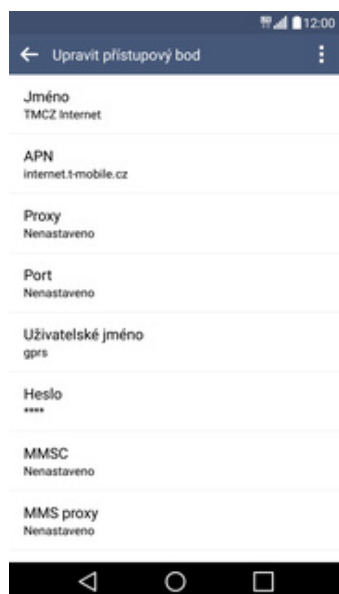 12:00
Upravit přístupový bod
Jméno
TMCZ Internet
APN
internet.t-mobile.cz
Proxy
Nenastaveno
Port
Nenastaveno
Uživatelské jméno
gprs
Heslo
****
MMSC
Nenastaveno
MMS proxy
Nenastaveno